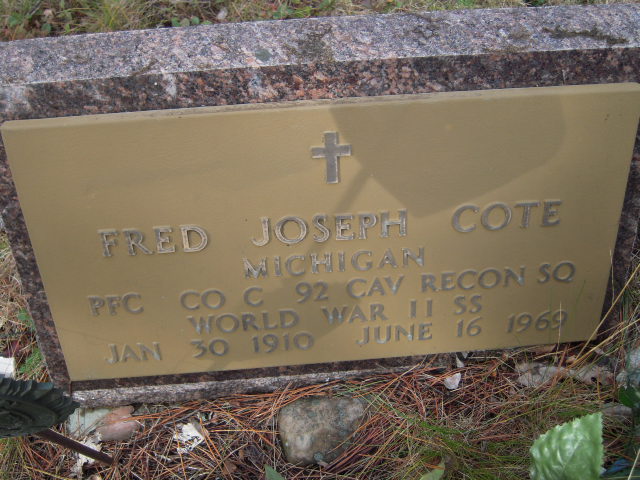 FRED JOSEPH COTE
MICHIGAN
PFC CO C 92 CAV RECON SQ
WORLD WAR II SS
JAN 30 1910 JUNE 16 1969